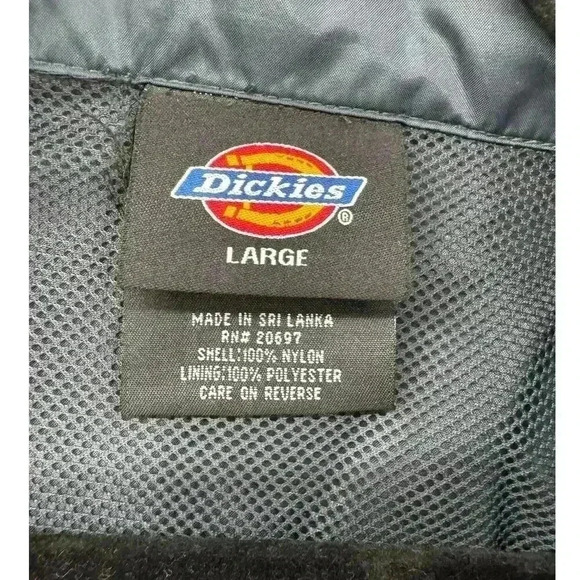 Dickies®
LARGE
MADE IN SRI LANKA
RN# 20697
SHELL:100% NYLON
LINING:100% POLYESTER
CARE ON REVERSE